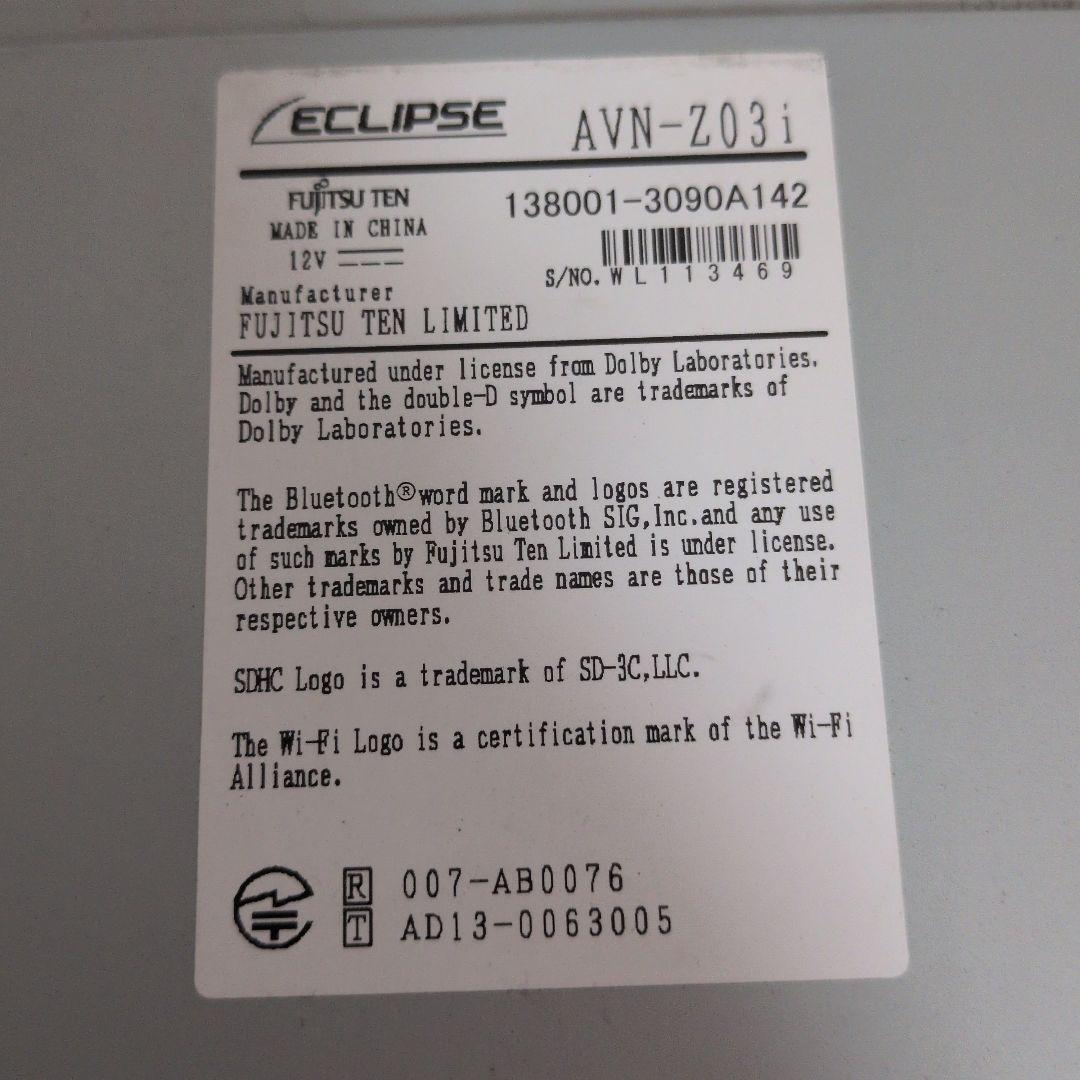 ECLIPSE AVN-Z03i
FUJITSU TEN 138001-3090A142
MADE IN CHINA
12V
S/NO. WL113469
Manufacturer
FUJITSU TEN LIMITED
Manufactured under license from Dolby Laboratories.
Dolby and the double-D symbol are trademarks of
Dolby Laboratories.
The Bluetooth®word mark and logos are registered
trademarks owned by Bluetooth SIG,Inc.and any use
of such marks by Fujitsu Ten Limited is under license.
Other trademarks and trade names are those of their
respective owners.
SDHC Logo is a trademark of SD-3C,LLC.
The Wi-Fi Logo is a certification mark of the Wi-Fi
Alliance.
R 007-AB0076
T AD13-0063005